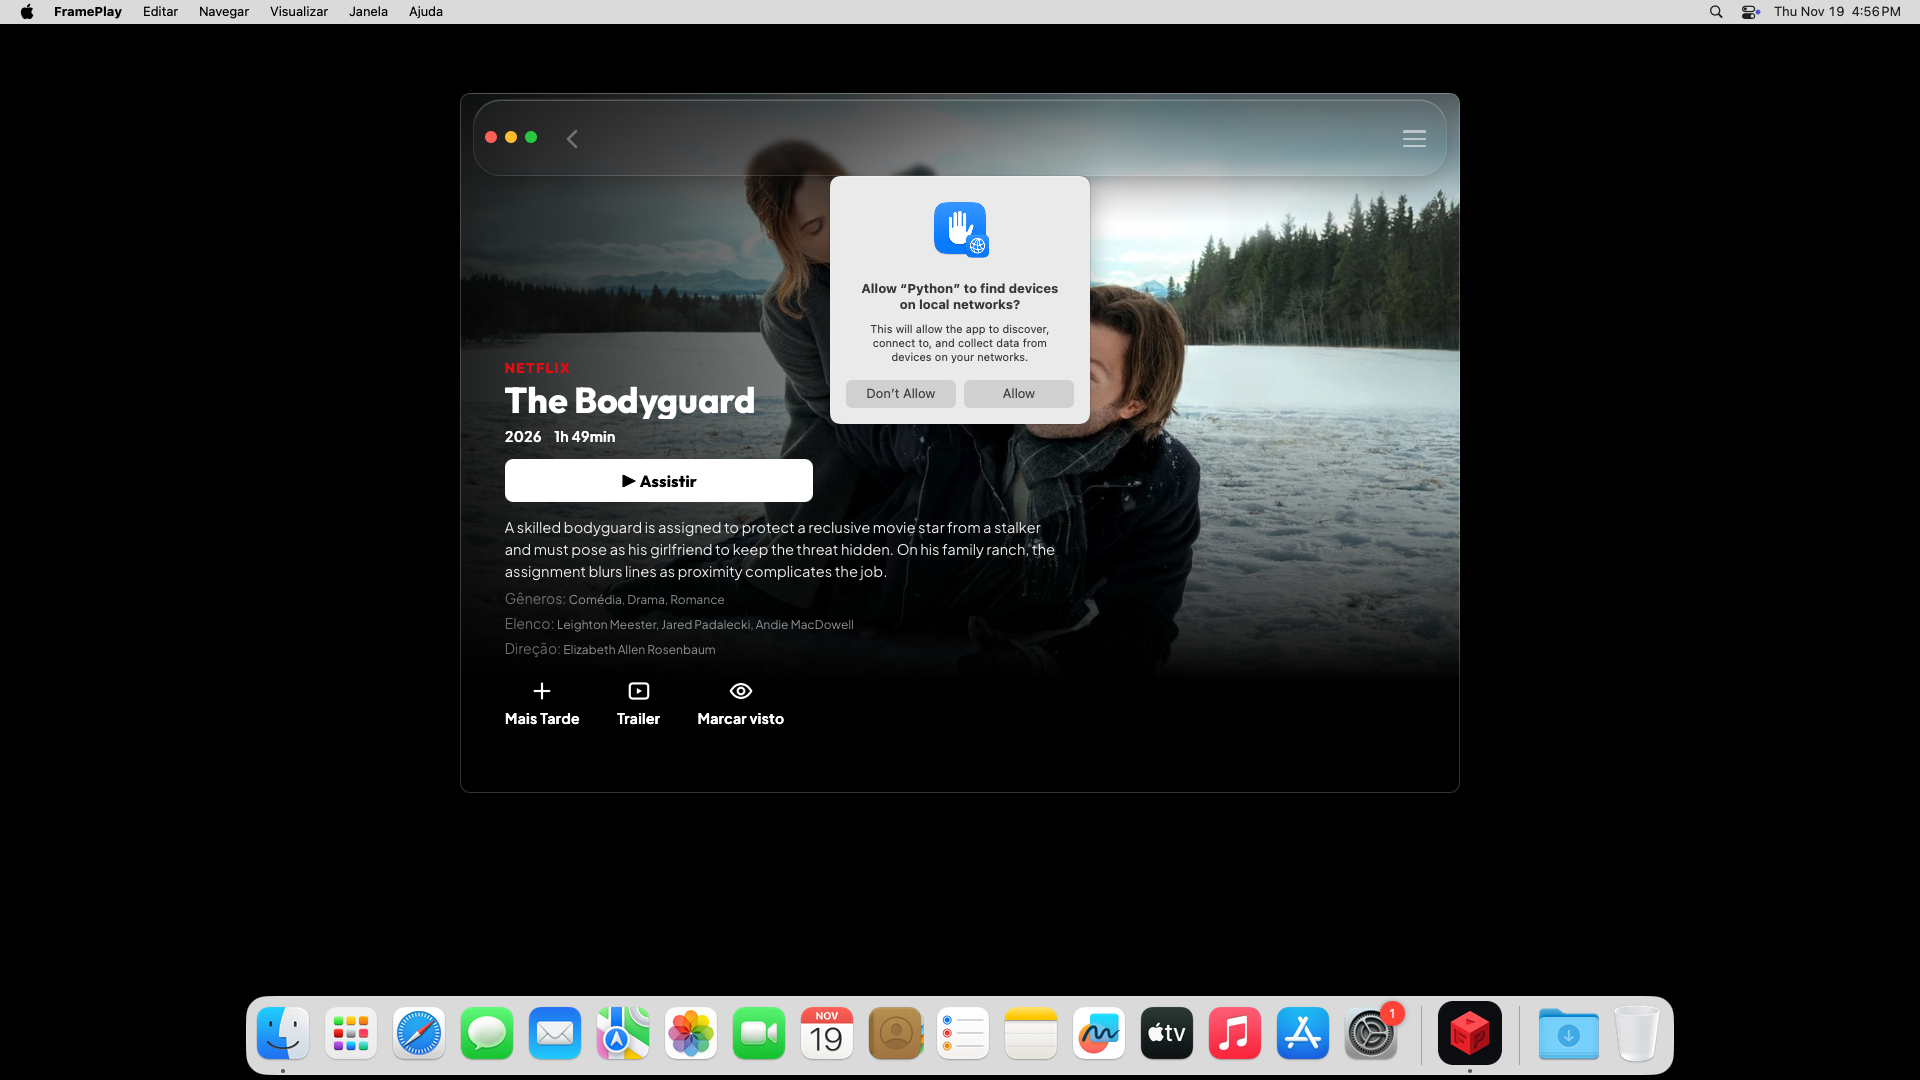 FramePlay Editar Navegar Visualizar Janela Ajuda
Thu Nov 19 4:56 PM
Allow “Python” to find devices
on local networks?
This will allow the app to discover,
connect to, and collect data from
devices on your networks.
Don’t Allow Allow
NETFLIX
The Bodyguard
2026 1h 49min
Assistir
A skilled bodyguard is assigned to protect a reclusive movie star from a stalker
and must pose as his girlfriend to keep the threat hidden. On his family ranch, the
assignment blurs lines as proximity complicates the job.
Gêneros: Comédia, Drama, Romance
Elenco: Leighton Meester, Jared Padalecki, Andie MacDowell
Direção: Elizabeth Allen Rosenbaum
Mais Tarde Trailer Marcar visto
NOV
19
tv
1